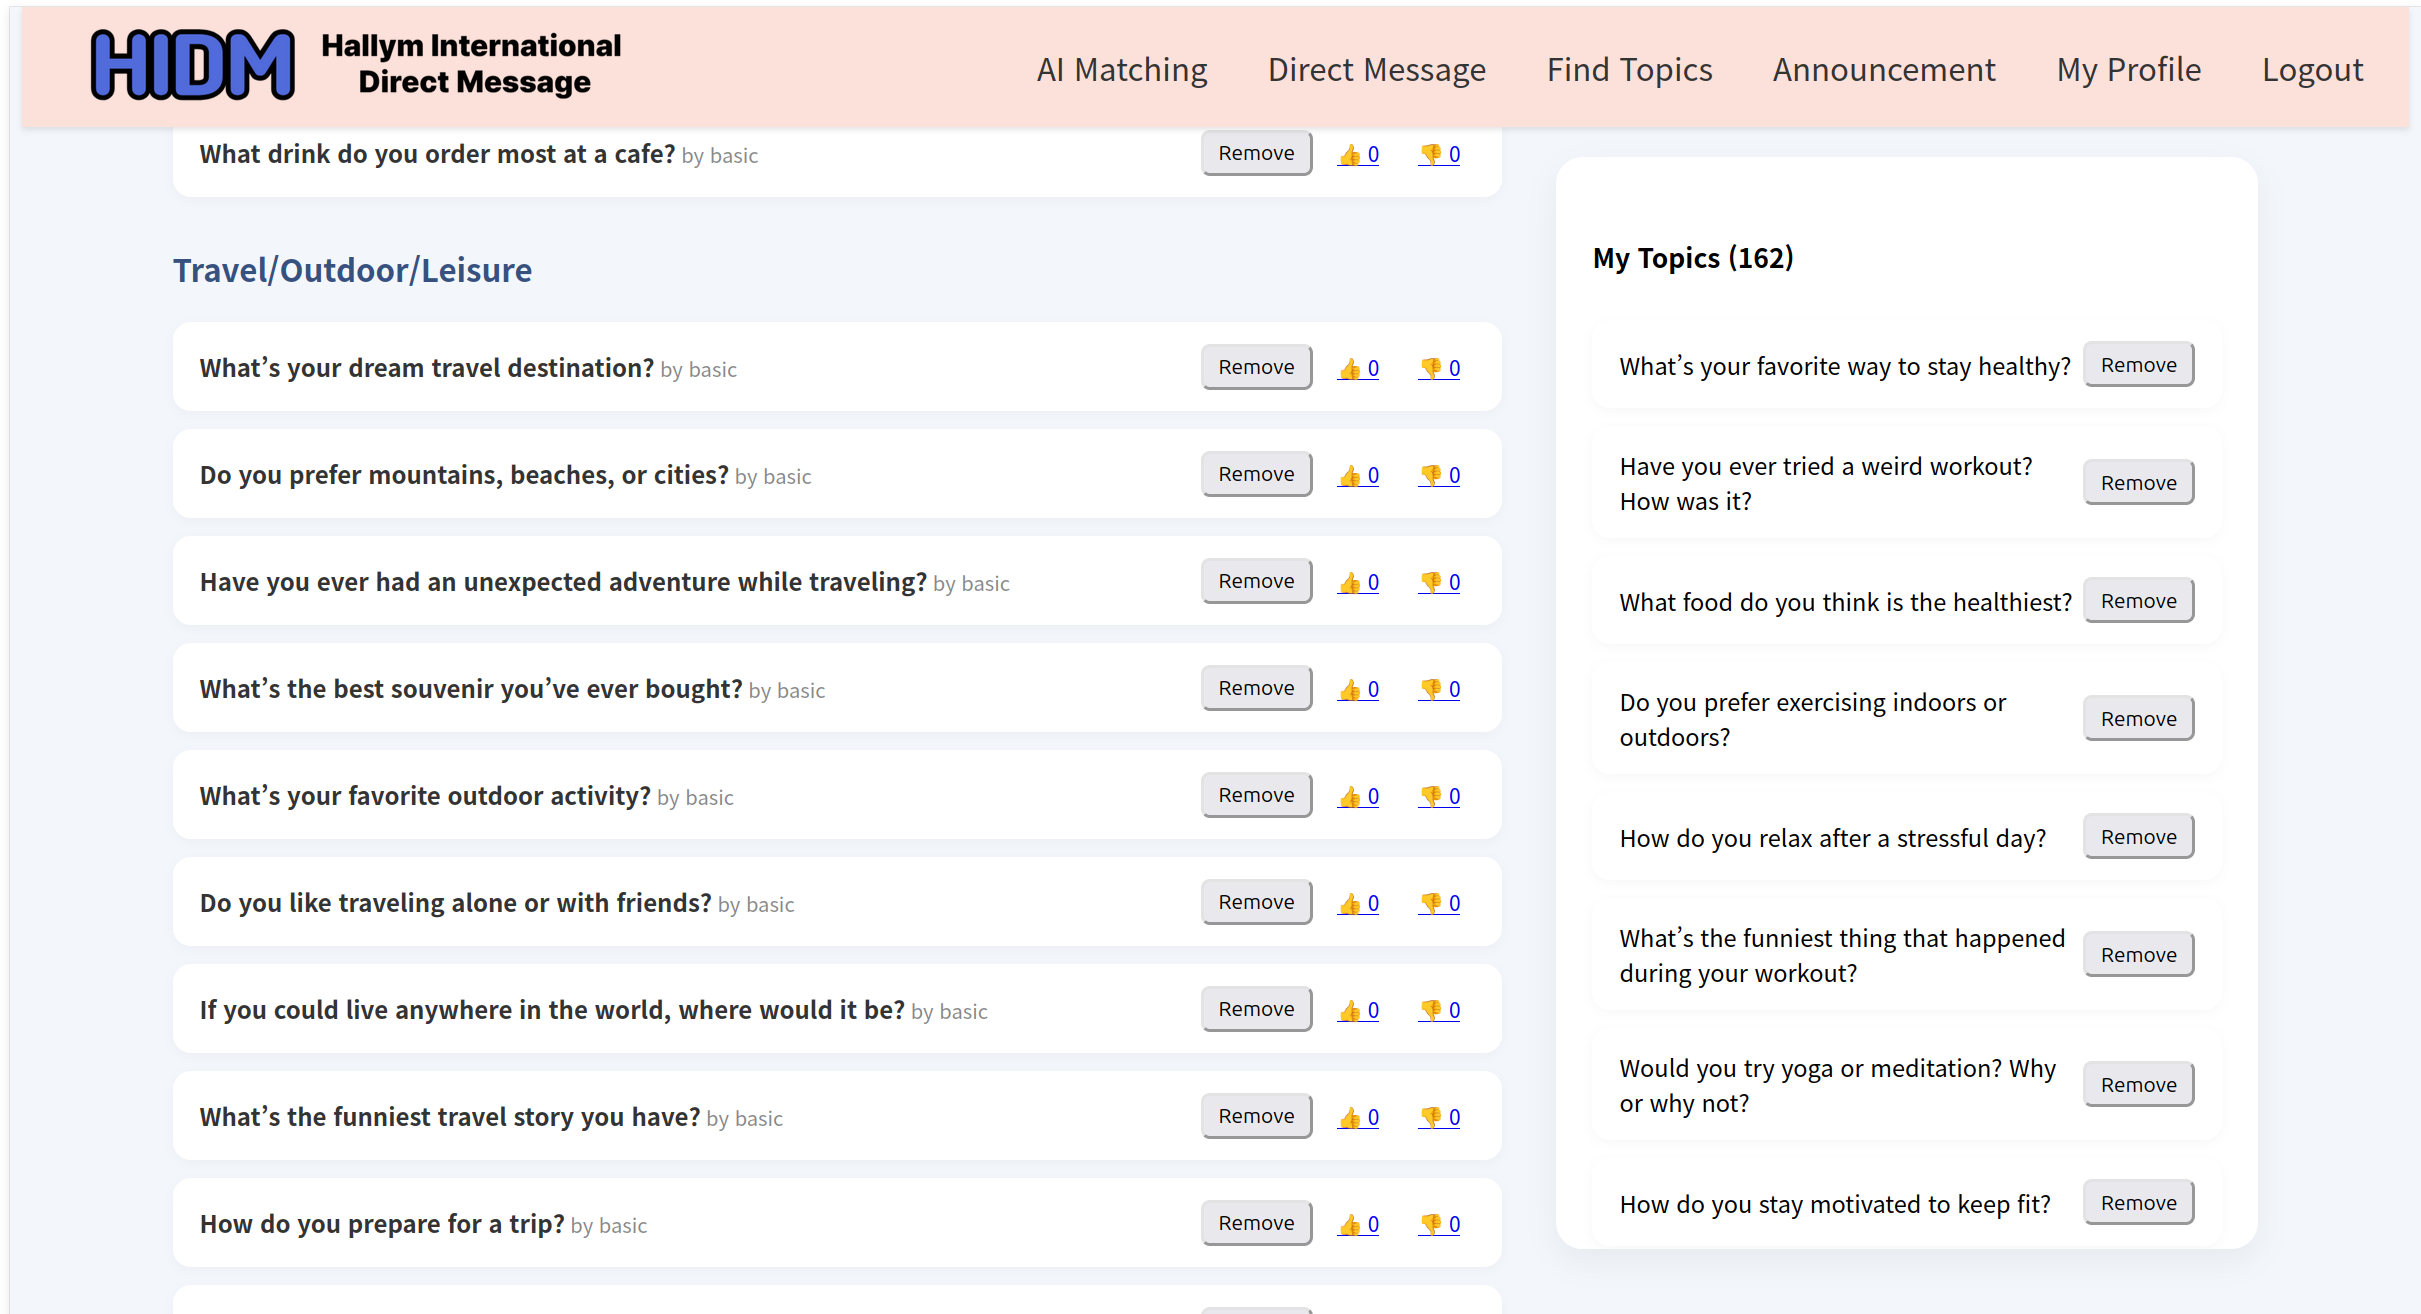 HIDM
Hallym International
Direct Message
AI Matching
Direct Message
Find Topics
Announcement
My Profile
Logout
What drink do you order most at a cafe? by basic
Remove
👍 0
👎 0
Travel/Outdoor/Leisure
What’s your dream travel destination? by basic
Remove
👍 0
👎 0
Do you prefer mountains, beaches, or cities? by basic
Remove
👍 0
👎 0
Have you ever had an unexpected adventure while traveling? by basic
Remove
👍 0
👎 0
What’s the best souvenir you’ve ever bought? by basic
Remove
👍 0
👎 0
What’s your favorite outdoor activity? by basic
Remove
👍 0
👎 0
Do you like traveling alone or with friends? by basic
Remove
👍 0
👎 0
If you could live anywhere in the world, where would it be? by basic
Remove
👍 0
👎 0
What’s the funniest travel story you have? by basic
Remove
👍 0
👎 0
How do you prepare for a trip? by basic
Remove
👍 0
👎 0
My Topics (162)
What’s your favorite way to stay healthy?
Remove
Have you ever tried a weird workout?
How was it?
Remove
What food do you think is the healthiest?
Remove
Do you prefer exercising indoors or
outdoors?
Remove
How do you relax after a stressful day?
Remove
What’s the funniest thing that happened
during your workout?
Remove
Would you try yoga or meditation? Why
or why not?
Remove
How do you stay motivated to keep fit?
Remove